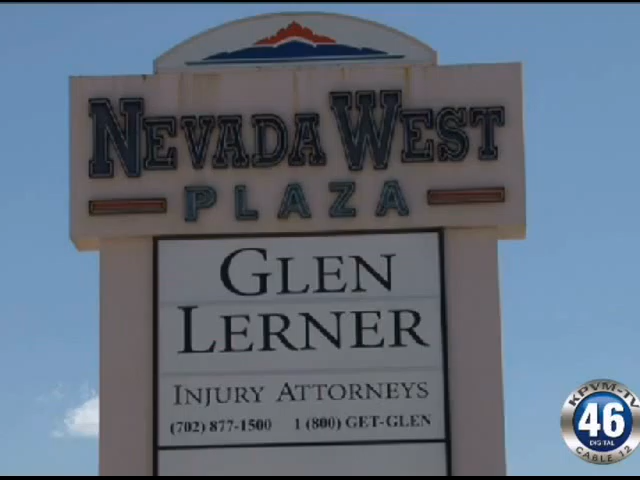 NEVADA WEST
PLAZA
GLEN
LERNER
INJURY ATTORNEYS
(702) 877-1500 1 (800) GET-GLEN
KPVM-TV
46
DIGITAL
CABLE 12